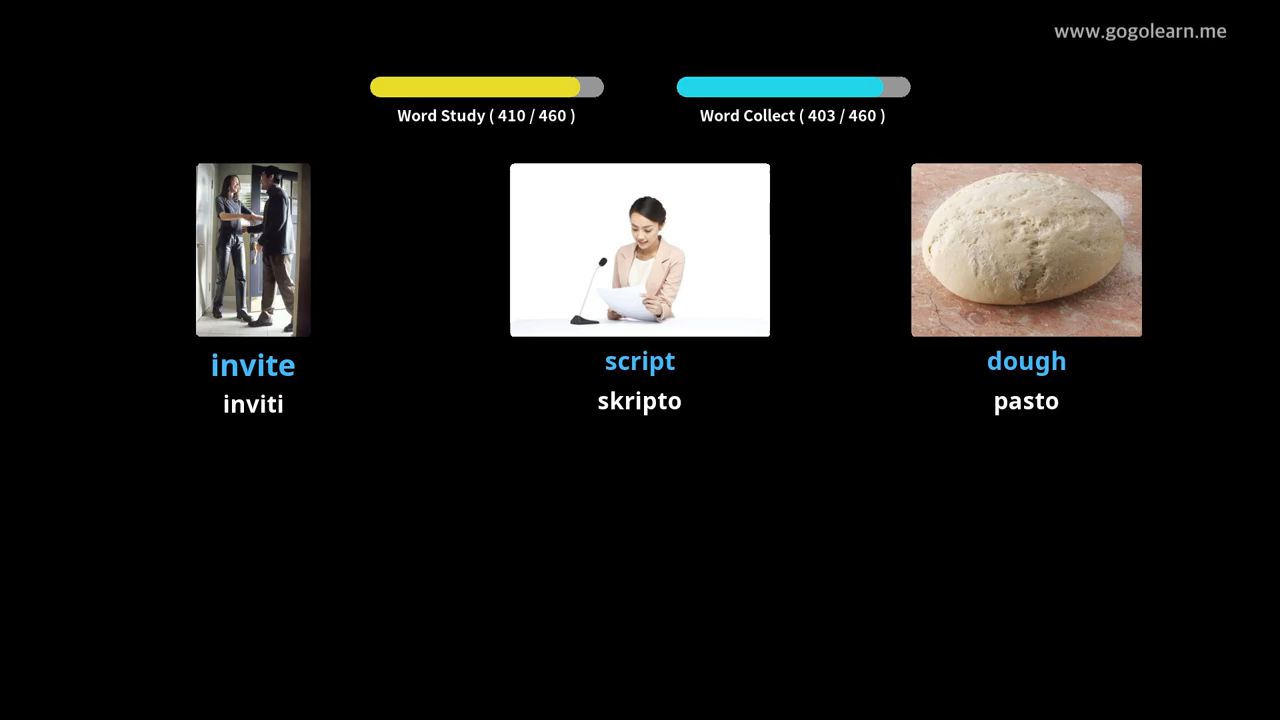 www.gogolearn.me
Word Study ( 410 / 460 )
Word Collect ( 403 / 460 )
invite
inviti
script
skripto
dough
pasto